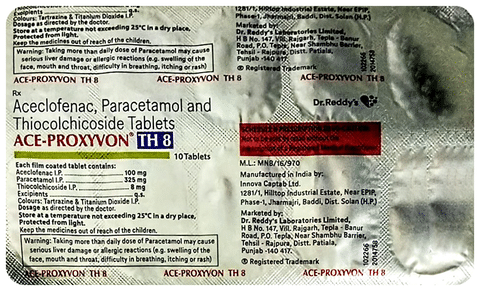 Excipients q.s.
Colours: Tartrazine & Titanium Dioxide I.P.
Dosage as directed by the doctor.
Store at a temperature not exceeding 25°C in a dry place,
Protected from light.
Keep the medicines out of reach of the children.
Warning: Taking more than daily dose of Paracetamol may cause
serious liver damage or allergic reactions (e.g. swelling of the
face, mouth and throat, difficulty in breathing, itching or rash)
ACE-PROXYVON TH 8
1281/1, Hilltop Industrial Estate, Near EPIP,
Phase-1, Jharmajri, Baddi, Dist. Solan (H.P.)
Marketed by:
Dr. Reddy's Laboratories Limited,
H B No. 147, Vill. Rajgarh, Tepla - Banur
Road, P.O. Tepla, Near Shambhu Barrier,
Tehsil - Rajpura, Distt. Patiala,
Punjab -140 417.
® Registered Trademark
102206
2014758
ACE-PROXYVON TH 8
ACE-PROXYVON TH 8
Rx
Aceclofenac, Paracetamol and
Thiocolchicoside Tablets
ACE-PROXYVON® TH 8
10 Tablets
Dr.Reddy's
Each film coated tablet contains:
Aceclofenac I.P. 100 mg
Paracetamol I.P. 325 mg
Thiocolchicoside I.P. 8 mg
Excipients q.s.
Colours: Tartrazine & Titanium Dioxide I.P.
Dosage as directed by the doctor.
Store at a temperature not exceeding 25°C in a dry place,
Protected from light.
Keep the medicines out of reach of the children.
Warning: Taking more than daily dose of Paracetamol may cause
serious liver damage or allergic reactions (e.g. swelling of the
face, mouth and throat, difficulty in breathing, itching or rash)
ACE-PROXYVON TH 8
M.L.: MNB/16/970
Manufactured in India by:
Innova Captab Ltd.
1281/1, Hilltop Industrial Estate, Near EPIP,
Phase-1, Jharmajri, Baddi, Dist. Solan (H.P.)
Marketed by:
Dr. Reddy's Laboratories Limited,
H B No. 147, Vill. Rajgarh, Tepla - Banur
Road, P.O. Tepla, Near Shambhu Barrier,
Tehsil - Rajpura, Distt. Patiala,
Punjab -140 417.
® Registered Trademark
102206
2014758
ACE-PROXYVON TH 8
ACE-PROXYVON TH 8